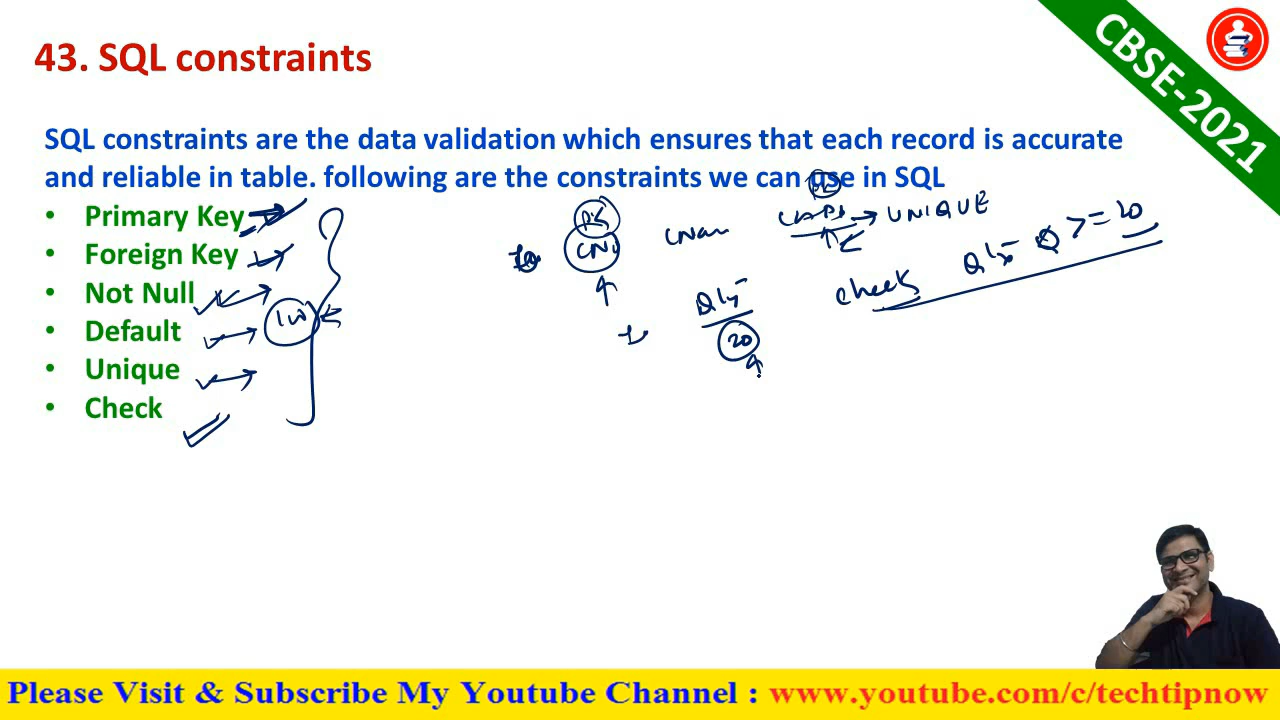 43. SQL constraints
CBSE-2021
SQL constraints are the data validation which ensures that each record is accurate
and reliable in table. following are the constraints we can use in SQL
• Primary Key
• Foreign Key
• Not Null
• Default
• Unique
• Check
UNIQUE
check Qty Q >= 20
Qty
20
Please Visit & Subscribe My Youtube Channel : www.youtube.com/c/techtipnow